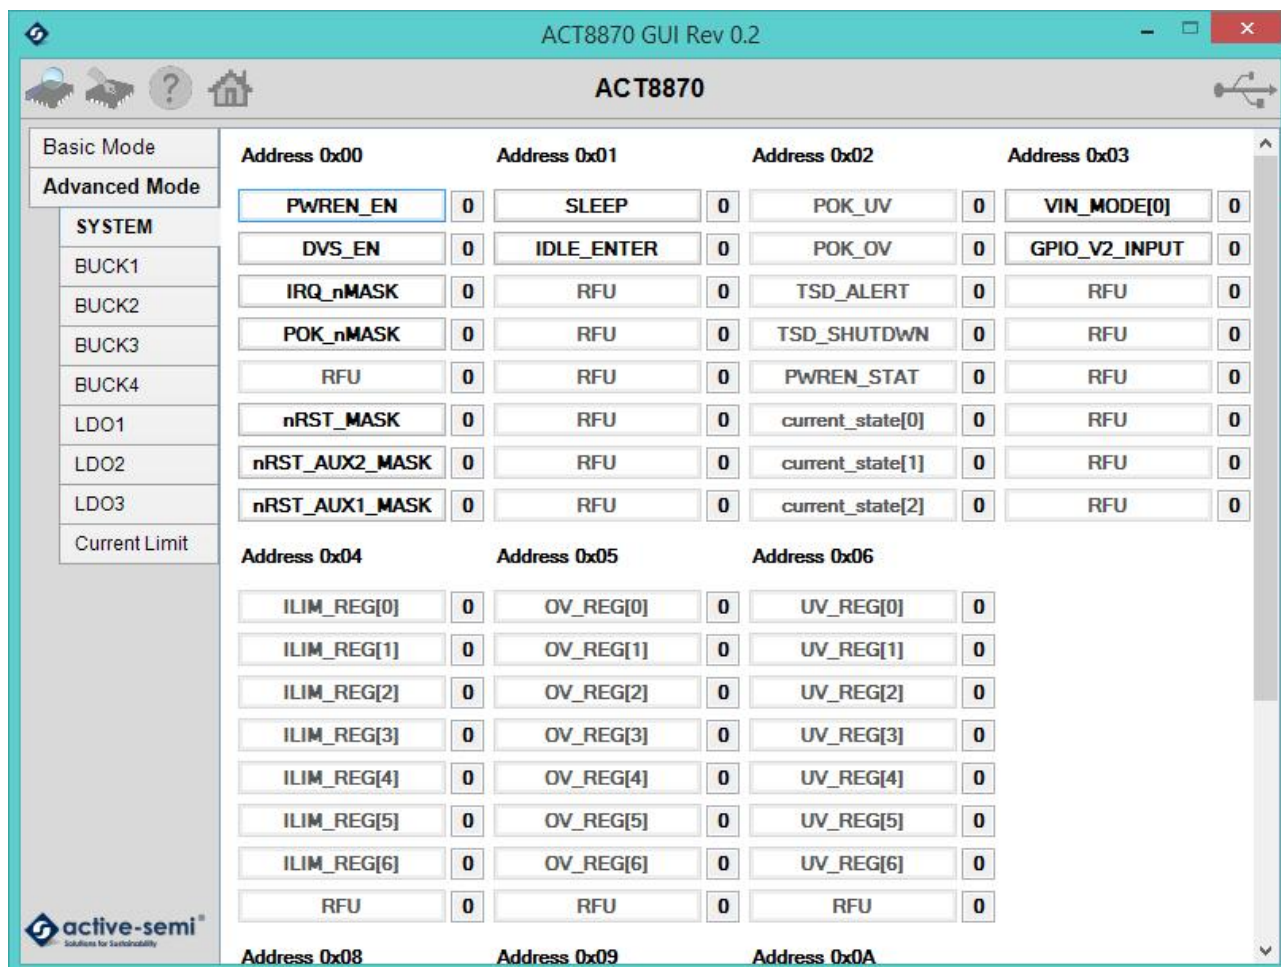 ACT8870 GUI Rev 0.2
ACT8870
Basic Mode
Advanced Mode
SYSTEM
BUCK1
BUCK2
BUCK3
BUCK4
LDO1
LDO2
LDO3
Current Limit
Address 0x00 Address 0x01 Address 0x02 Address 0x03
PWREN_EN 0 SLEEP 0 POK_UV 0 VIN_MODE[0] 0
DVS_EN 0 IDLE_ENTER 0 POK_OV 0 GPIO_V2_INPUT 0
IRQ_nMASK 0 RFU 0 TSD_ALERT 0 RFU 0
POK_nMASK 0 RFU 0 TSD_SHUTDWN 0 RFU 0
RFU 0 RFU 0 PWREN_STAT 0 RFU 0
nRST_MASK 0 RFU 0 current_state[0] 0 RFU 0
nRST_AUX2_MASK 0 RFU 0 current_state[1] 0 RFU 0
nRST_AUX1_MASK 0 RFU 0 current_state[2] 0 RFU 0
Address 0x04 Address 0x05 Address 0x06
ILIM_REG[0] 0 OV_REG[0] 0 UV_REG[0] 0
ILIM_REG[1] 0 OV_REG[1] 0 UV_REG[1] 0
ILIM_REG[2] 0 OV_REG[2] 0 UV_REG[2] 0
ILIM_REG[3] 0 OV_REG[3] 0 UV_REG[3] 0
ILIM_REG[4] 0 OV_REG[4] 0 UV_REG[4] 0
ILIM_REG[5] 0 OV_REG[5] 0 UV_REG[5] 0
ILIM_REG[6] 0 OV_REG[6] 0 UV_REG[6] 0
RFU 0 RFU 0 RFU 0
Address 0x08 Address 0x09 Address 0x0A
active-semi®
Solutions for Sustainability